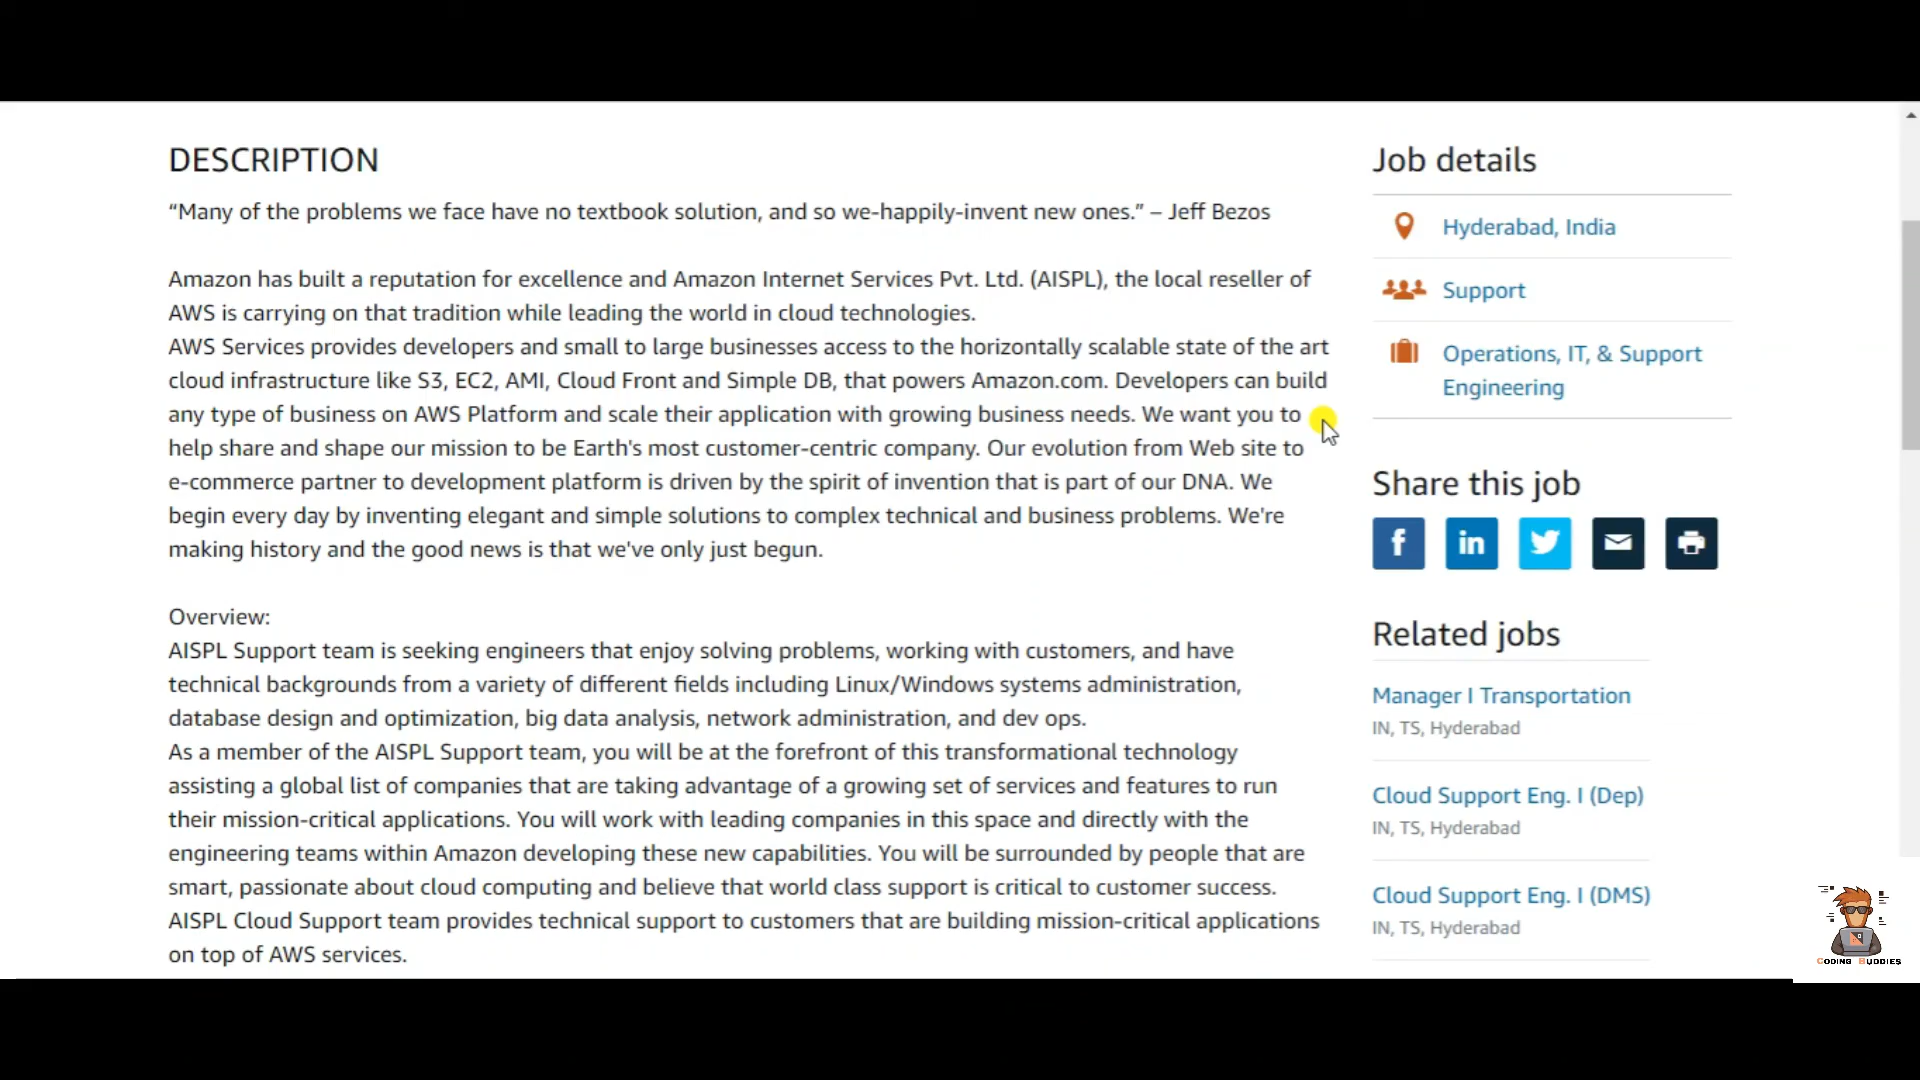 DESCRIPTION
“Many of the problems we face have no textbook solution, and so we-happily-invent new ones.” – Jeff Bezos
Amazon has built a reputation for excellence and Amazon Internet Services Pvt. Ltd. (AISPL), the local reseller of
AWS is carrying on that tradition while leading the world in cloud technologies.
AWS Services provides developers and small to large businesses access to the horizontally scalable state of the art
cloud infrastructure like S3, EC2, AMI, Cloud Front and Simple DB, that powers Amazon.com. Developers can build
any type of business on AWS Platform and scale their application with growing business needs. We want you to
help share and shape our mission to be Earth's most customer-centric company. Our evolution from Web site to
e-commerce partner to development platform is driven by the spirit of invention that is part of our DNA. We
begin every day by inventing elegant and simple solutions to complex technical and business problems. We're
making history and the good news is that we've only just begun.
Overview:
AISPL Support team is seeking engineers that enjoy solving problems, working with customers, and have
technical backgrounds from a variety of different fields including Linux/Windows systems administration,
database design and optimization, big data analysis, network administration, and dev ops.
As a member of the AISPL Support team, you will be at the forefront of this transformational technology
assisting a global list of companies that are taking advantage of a growing set of services and features to run
their mission-critical applications. You will work with leading companies in this space and directly with the
engineering teams within Amazon developing these new capabilities. You will be surrounded by people that are
smart, passionate about cloud computing and believe that world class support is critical to customer success.
AISPL Cloud Support team provides technical support to customers that are building mission-critical applications
on top of AWS services.
Job details
Hyderabad, India
Support
Operations, IT, & Support
Engineering
Share this job
Related jobs
Manager I Transportation
IN, TS, Hyderabad
Cloud Support Eng. I (Dep)
IN, TS, Hyderabad
Cloud Support Eng. I (DMS)
IN, TS, Hyderabad
CODING BUDDIES